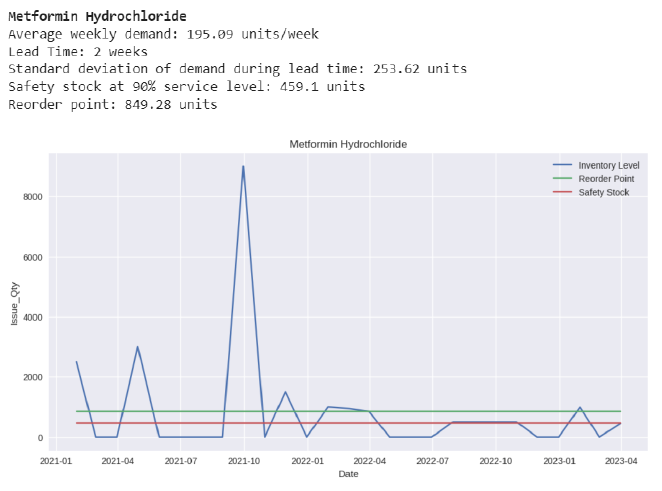 Metformin Hydrochloride
Average weekly demand: 195.09 units/week
Lead Time: 2 weeks
Standard deviation of demand during lead time: 253.62 units
Safety stock at 90% service level: 459.1 units
Reorder point: 849.28 units
Metformin Hydrochloride
Inventory Level
Reorder Point
Safety Stock
8000
6000
4000
2000
0
Issue_Qty
2021-01 2021-04 2021-07 2021-10 2022-01 2022-04 2022-07 2022-10 2023-01 2023-04
Date